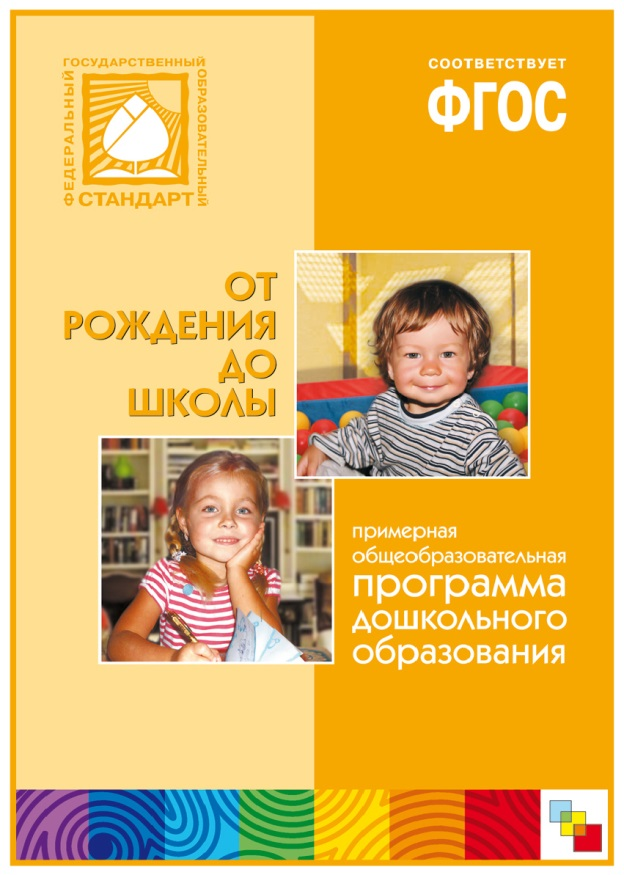 ФЕДЕРАЛЬНЫЙ
ГОСУДАРСТВЕННЫЙ
ОБРАЗОВАТЕЛЬНЫЙ
СТАНДАРТ
СООТВЕТСТВУЕТ
ФГОС
ОТ
РОЖДЕНИЯ
ДО
ШКОЛЫ
примерная
общеобразовательная
программа
дошкольного
образования